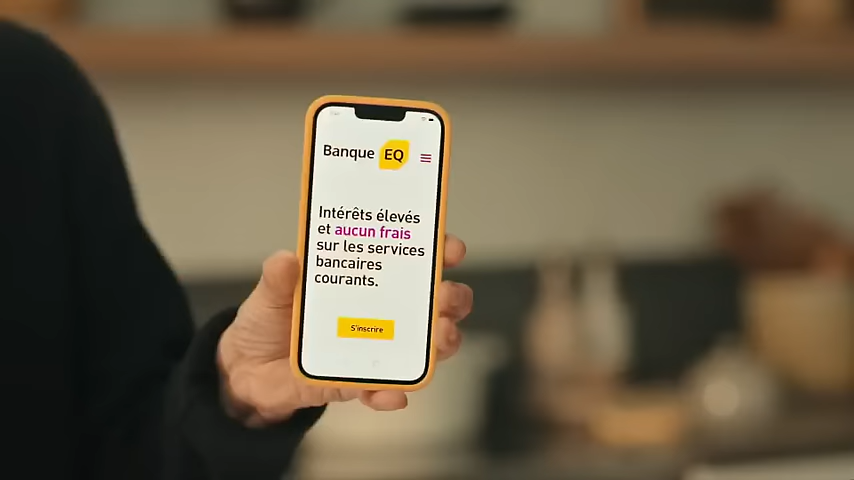 Banque EQ
Intérêts élevés
et aucun frais
sur les services
bancaires
courants.
S'inscrire